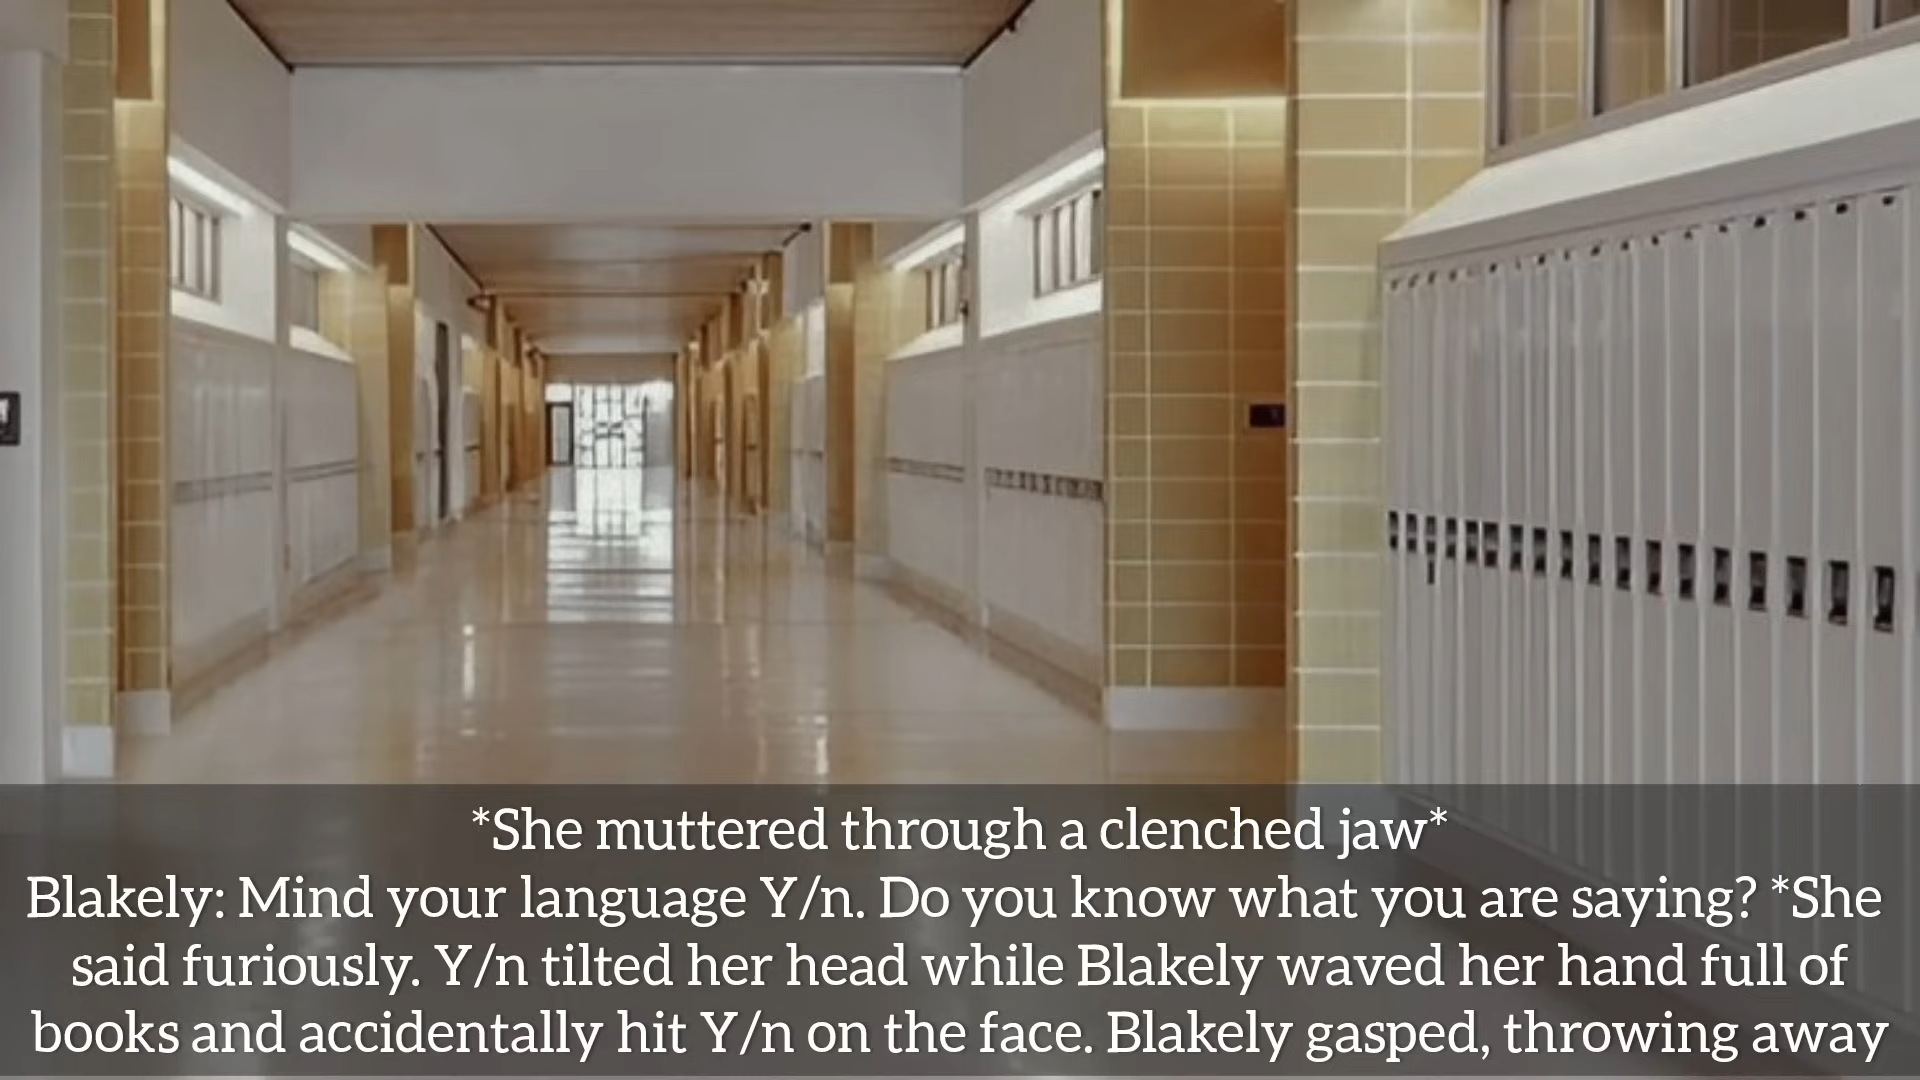 *She muttered through a clenched jaw*
Blakely: Mind your language Y/n. Do you know what you are saying? *She
said furiously. Y/n tilted her head while Blakely waved her hand full of
books and accidentally hit Y/n on the face. Blakely gasped, throwing away